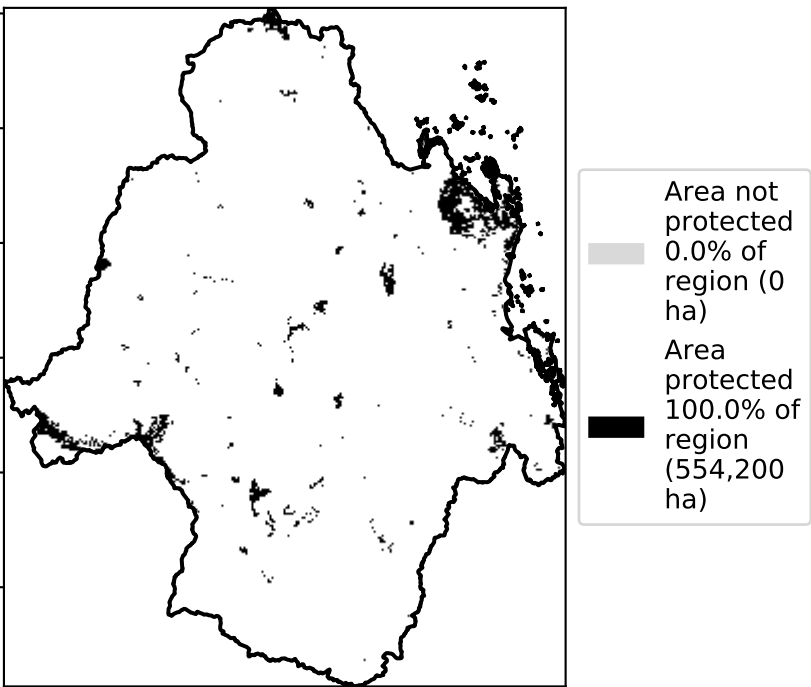 Area not
protected
0.0% of
region (0
ha)
Area
protected
100.0% of
region
(554,200
ha)